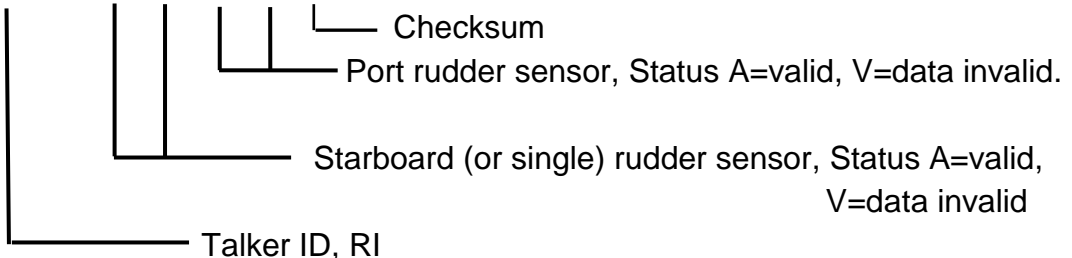 Checksum
Port rudder sensor, Status A=valid, V=data invalid.
Starboard (or single) rudder sensor, Status A=valid,
V=data invalid
Talker ID, RI